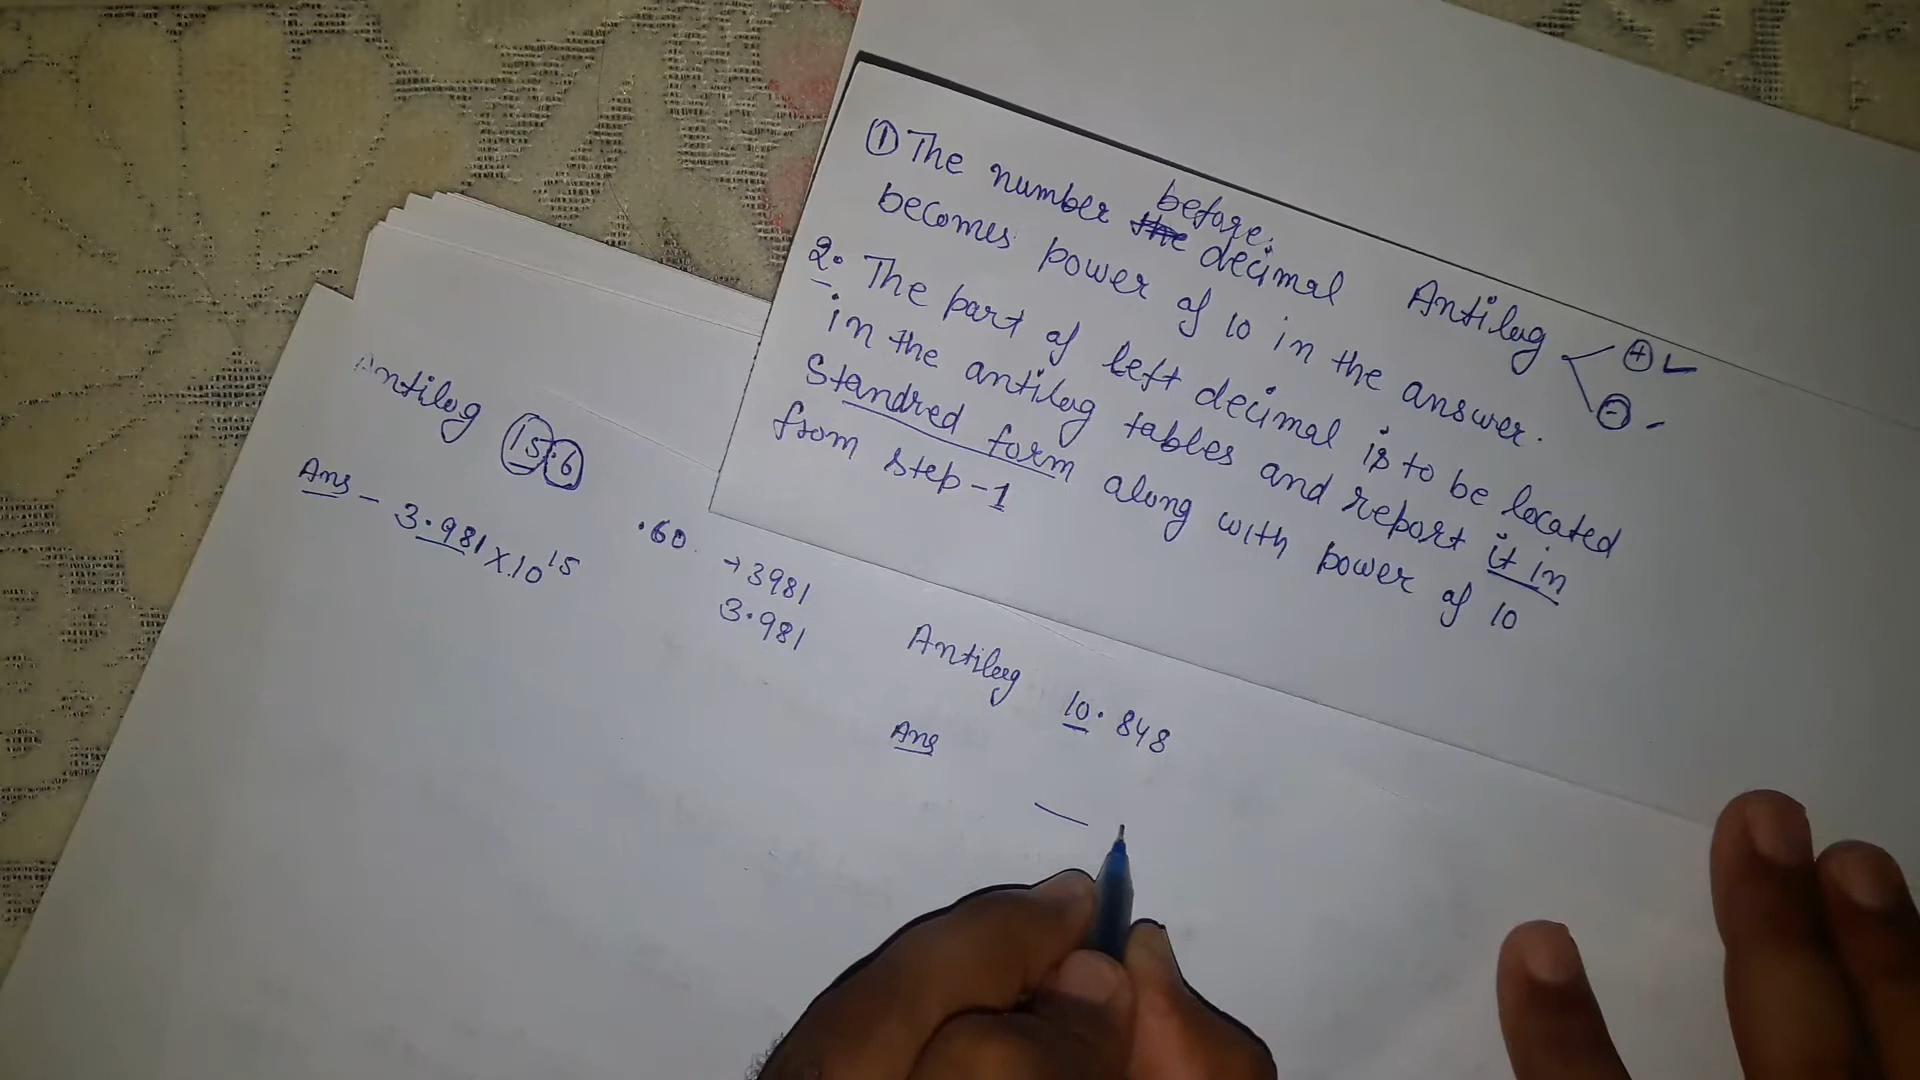 ① The number before the decimal
becomes power of 10 in the answer.
2. The part of left decimal is to be located
in the antilog tables and report it in
Standred form along with power of 10
from step-1
Antilog
+
-
Antilog 15.6
Ans - 3.981 X 10¹⁵
.60 → 3981
3.981
Antilog 10.848
Ans